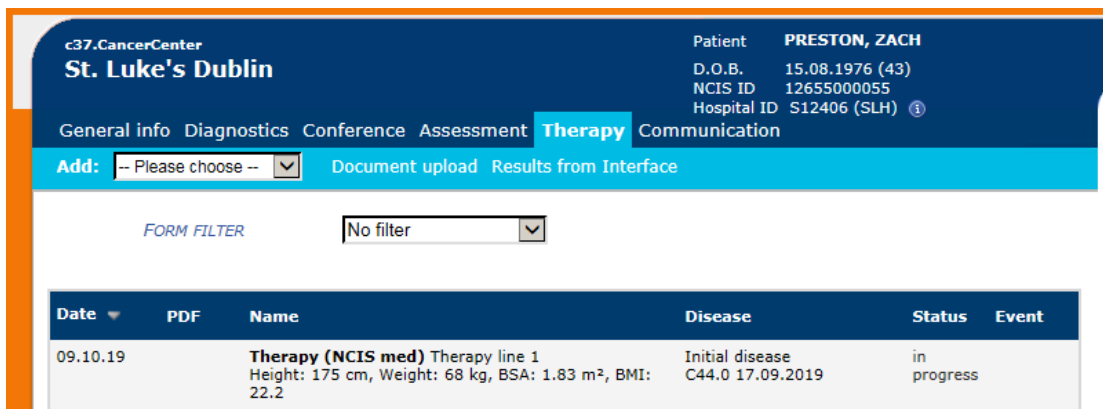 c37.CancerCenter
St. Luke's Dublin
Patient PRESTON, ZACH
D.O.B. 15.08.1976 (43)
NCIS ID 12655000055
Hospital ID S12406 (SLH)
General info Diagnostics Conference Assessment Therapy Communication
Add: -- Please choose -- Document upload Results from Interface
FORM FILTER No filter
Date PDF Name Disease Status Event
09.10.19 Therapy (NCIS med) Therapy line 1 Initial disease in
Height: 175 cm, Weight: 68 kg, BSA: 1.83 m², BMI: C44.0 17.09.2019 progress
22.2